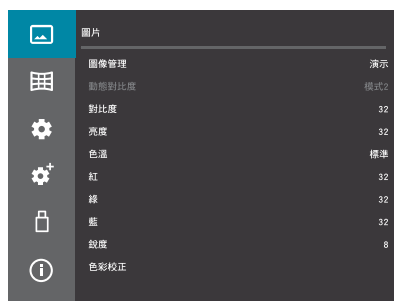 圖片
圖像管理 演示
動態對比度 模式2
對比度 32
亮度 32
色溫 標準
紅 32
綠 32
藍 32
銳度 8
色彩校正